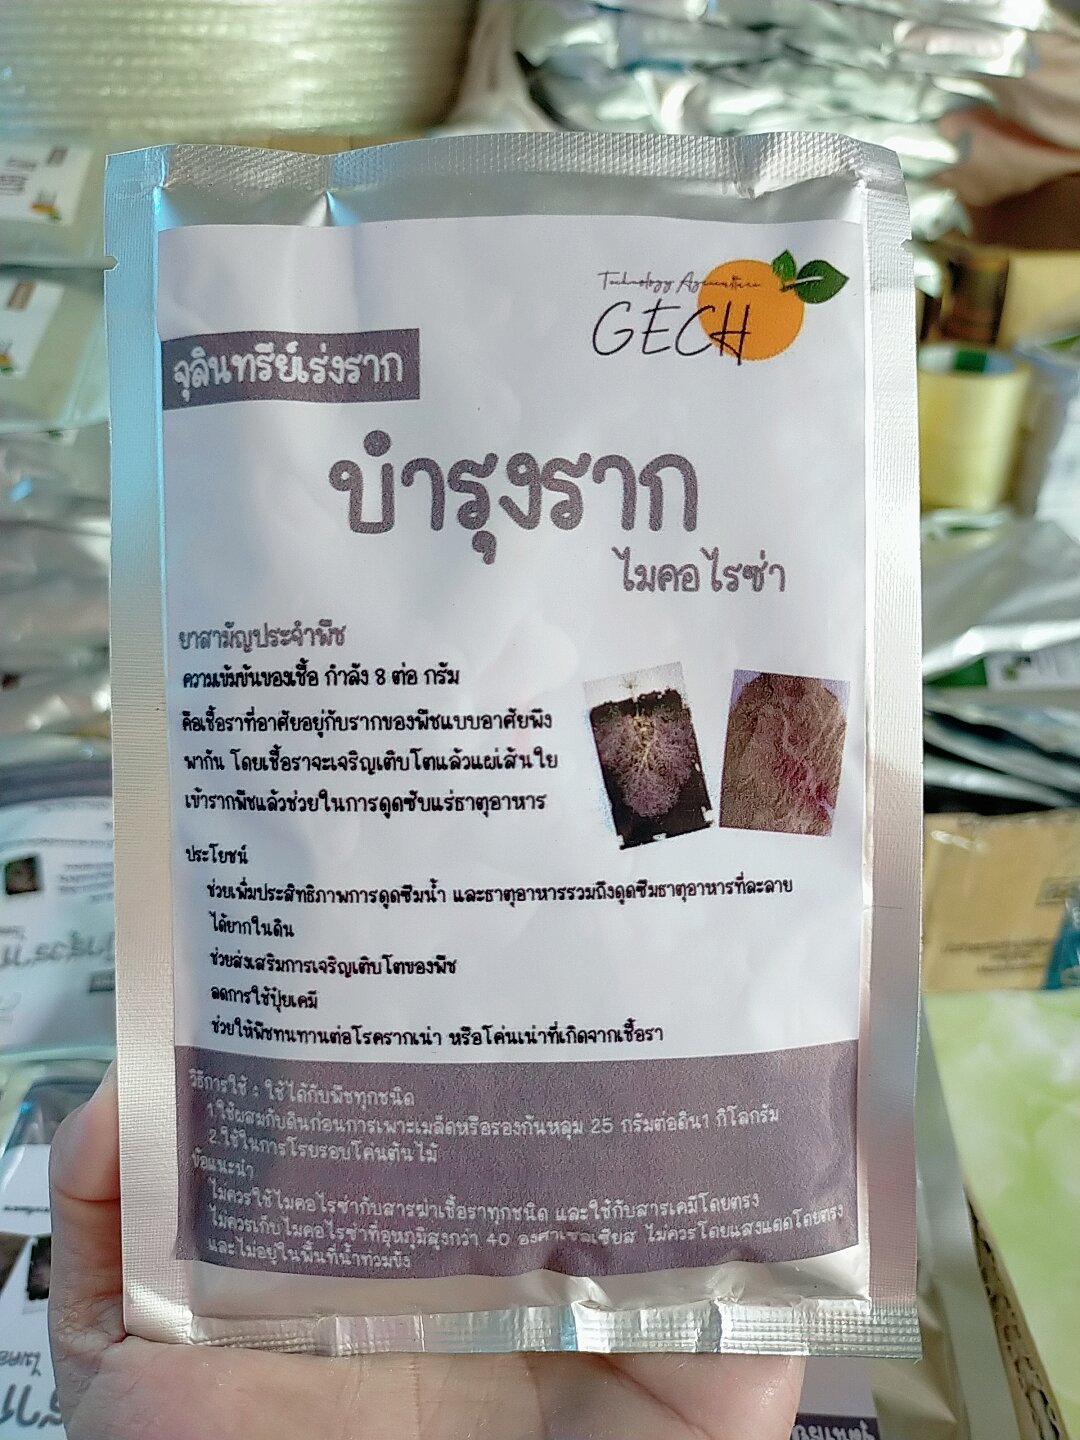 Technology Agriculture
GECH
จุลินทรีย์เร่งราก
บำรุงราก
ไมคอไรซ่า
ยาสามัญประจำพืช
ความเข้มข้นของเชื้อ กำลัง 8 ต่อ กรัม
คือเชื้อราที่อาศัยอยู่กับรากของพืชแบบอาศัยพึ่ง
พากัน โดยเชื้อราจะเจริญเติบโตแล้วแผ่เส้นใย
เข้ารากพืชแล้วช่วยในการดูดซับแร่ธาตุอาหาร
ประโยชน์
ช่วยเพิ่มประสิทธิภาพการดูดซึมน้ำ และธาตุอาหารรวมถึงดูดซึมธาตุอาหารที่ละลาย
ได้ยากในดิน
ช่วยส่งเสริมการเจริญเติบโตของพืช
ลดการใช้ปุ๋ยเคมี
ช่วยให้พืชทนทานต่อโรครากเน่า หรือโคนเน่าที่เกิดจากเชื้อรา
วิธีการใช้ : ใช้ได้กับพืชทุกชนิด
1.ใช้ผสมกับดินก่อนการเพาะเมล็ดหรือรองก้นหลุม 25 กรัมต่อดิน1 กิโลกรัม
2.ใช้ในการโรยรอบโคนต้นไม้
ข้อแนะนำ
ไม่ควรใช้ไมคอไรซ่ากับสารฆ่าเชื้อราทุกชนิด และใช้กับสารเคมีโดยตรง
ไม่ควรเก็บไมคอไรซ่าที่อุหภูมิสูงกว่า 40 องศาเซลเซียส ไม่ควรโดยแสงแดดโดยตรง
และไม่อยู่ในพื้นที่น้ำท่วมขัง